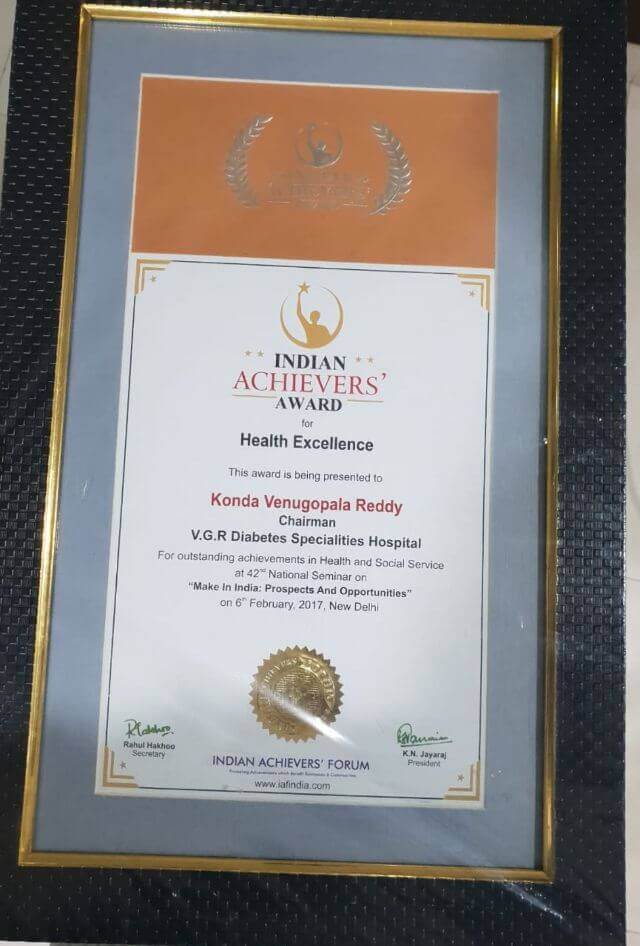 INDIAN
ACHIEVERS'
AWARD
for
Health Excellence
This award is being presented to
Konda Venugopala Reddy
Chairman
V.G.R Diabetes Specialities Hospital
For outstanding achievements in Health and Social Service
at 42nd National Seminar on
"Make In India: Prospects And Opportunities"
on 6th February, 2017, New Delhi
Rahul Hakhoo
Secretary
K.N. Jayaraj
President
INDIAN ACHIEVERS' FORUM
www.iafindia.com